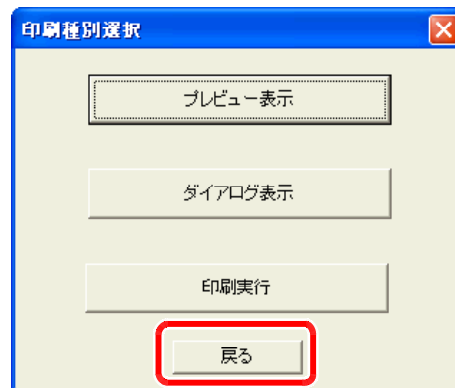 印刷種別選択
プレビュー表示
ダイアログ表示
印刷実行
戻る